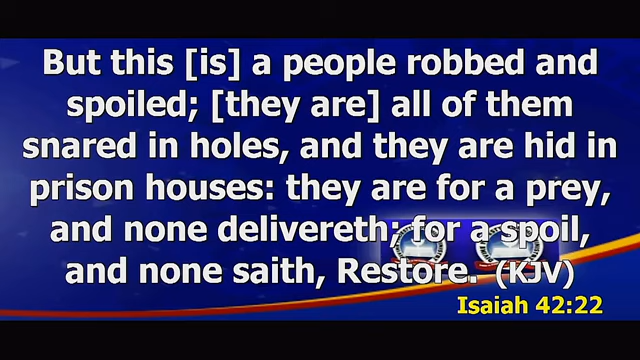 But this [is] a people robbed and
spoiled; [they are] all of them
snared in holes, and they are hid in
prison houses: they are for a prey,
and none delivereth; for a spoil,
and none saith, Restore. (KJV)
Isaiah 42:22